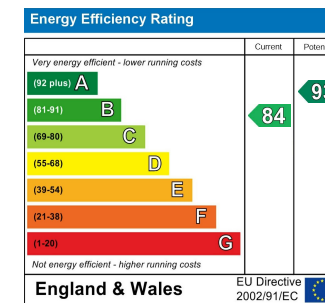 Energy Efficiency Rating
Current
Very energy efficient - lower running costs
(92 plus) A
(81-91) B
84
(69-80) C
(55-68) D
(39-54) E
(21-38) F
(1-20) G
Not energy efficient - higher running costs
England & Wales
EU Directive
2002/91/EC